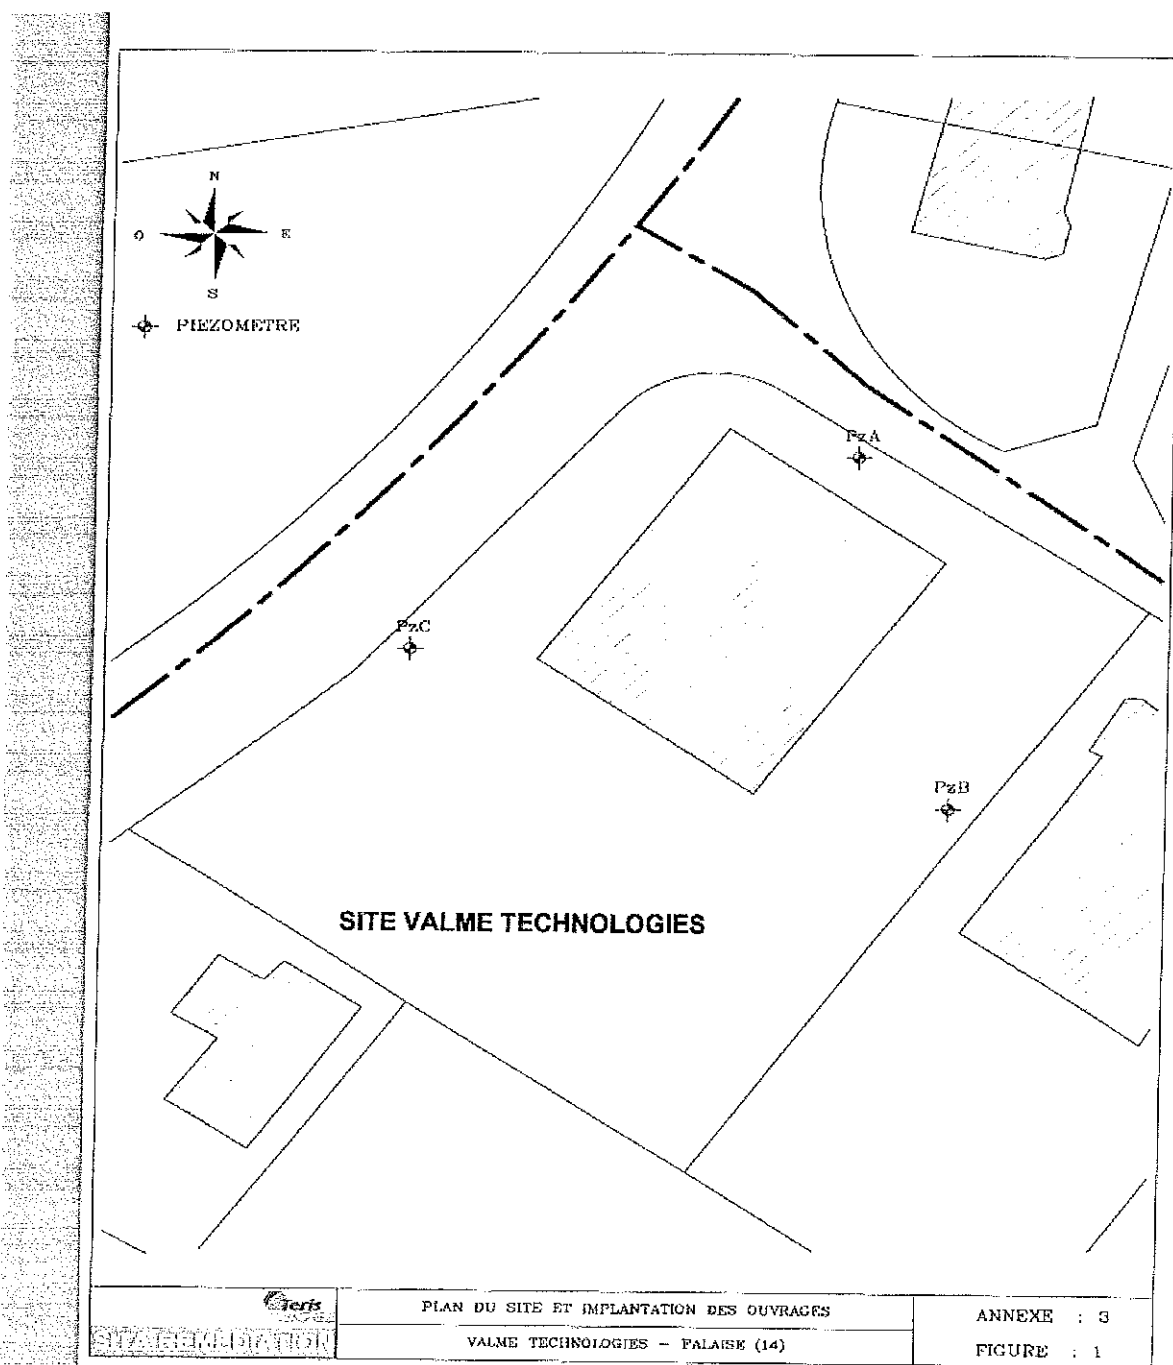 N
O
E
S
PIEZOMETRE
PzA
PzC
PzB
SITE VALME TECHNOLOGIES
Teris
PLAN DU SITE ET IMPLANTATION DES OUVRAGES
VALME TECHNOLOGIES - FALAISE (14)
ANNEXE : 3
FIGURE : 1